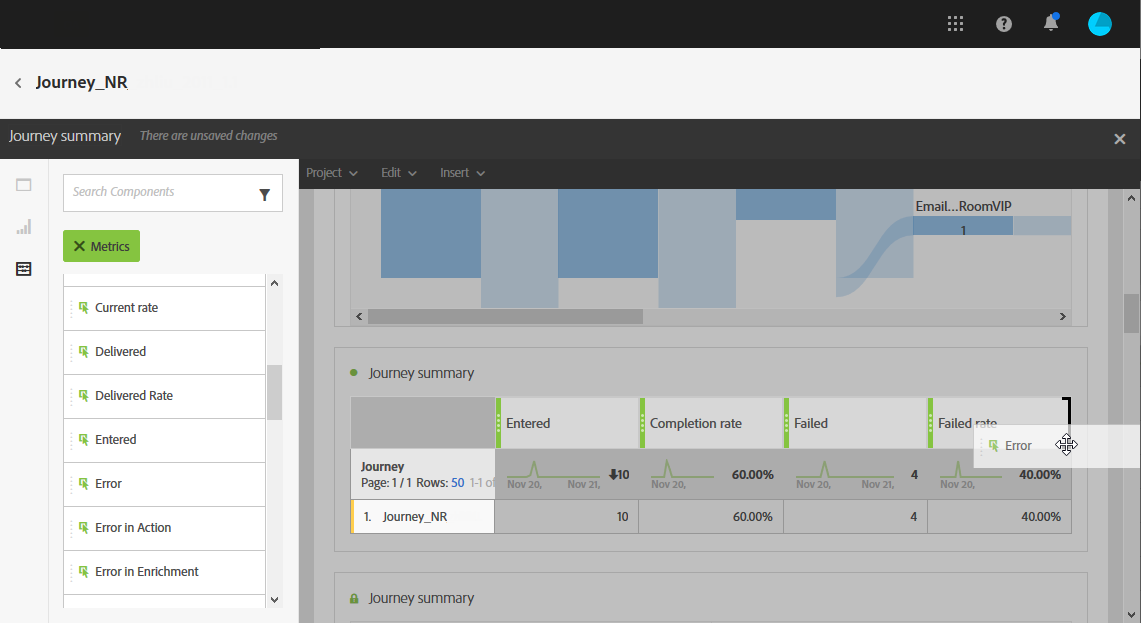 Journey_NR
Journey summary There are unsaved changes
Project Edit Insert
Search Components
Metrics
Current rate
Delivered
Delivered Rate
Entered
Error
Error in Action
Error in Enrichment
Email...RoomVIP
1
Journey summary
Entered Completion rate Failed Failed rate
Error
Journey
Page: 1 / 1 Rows: 50 1-1 of
Nov 20, Nov 21, 10
Nov 20, 60.00%
Nov 20, Nov 21, 4
Nov 20, 40.00%
1. Journey_NR 10 60.00% 4 40.00%
Journey summary